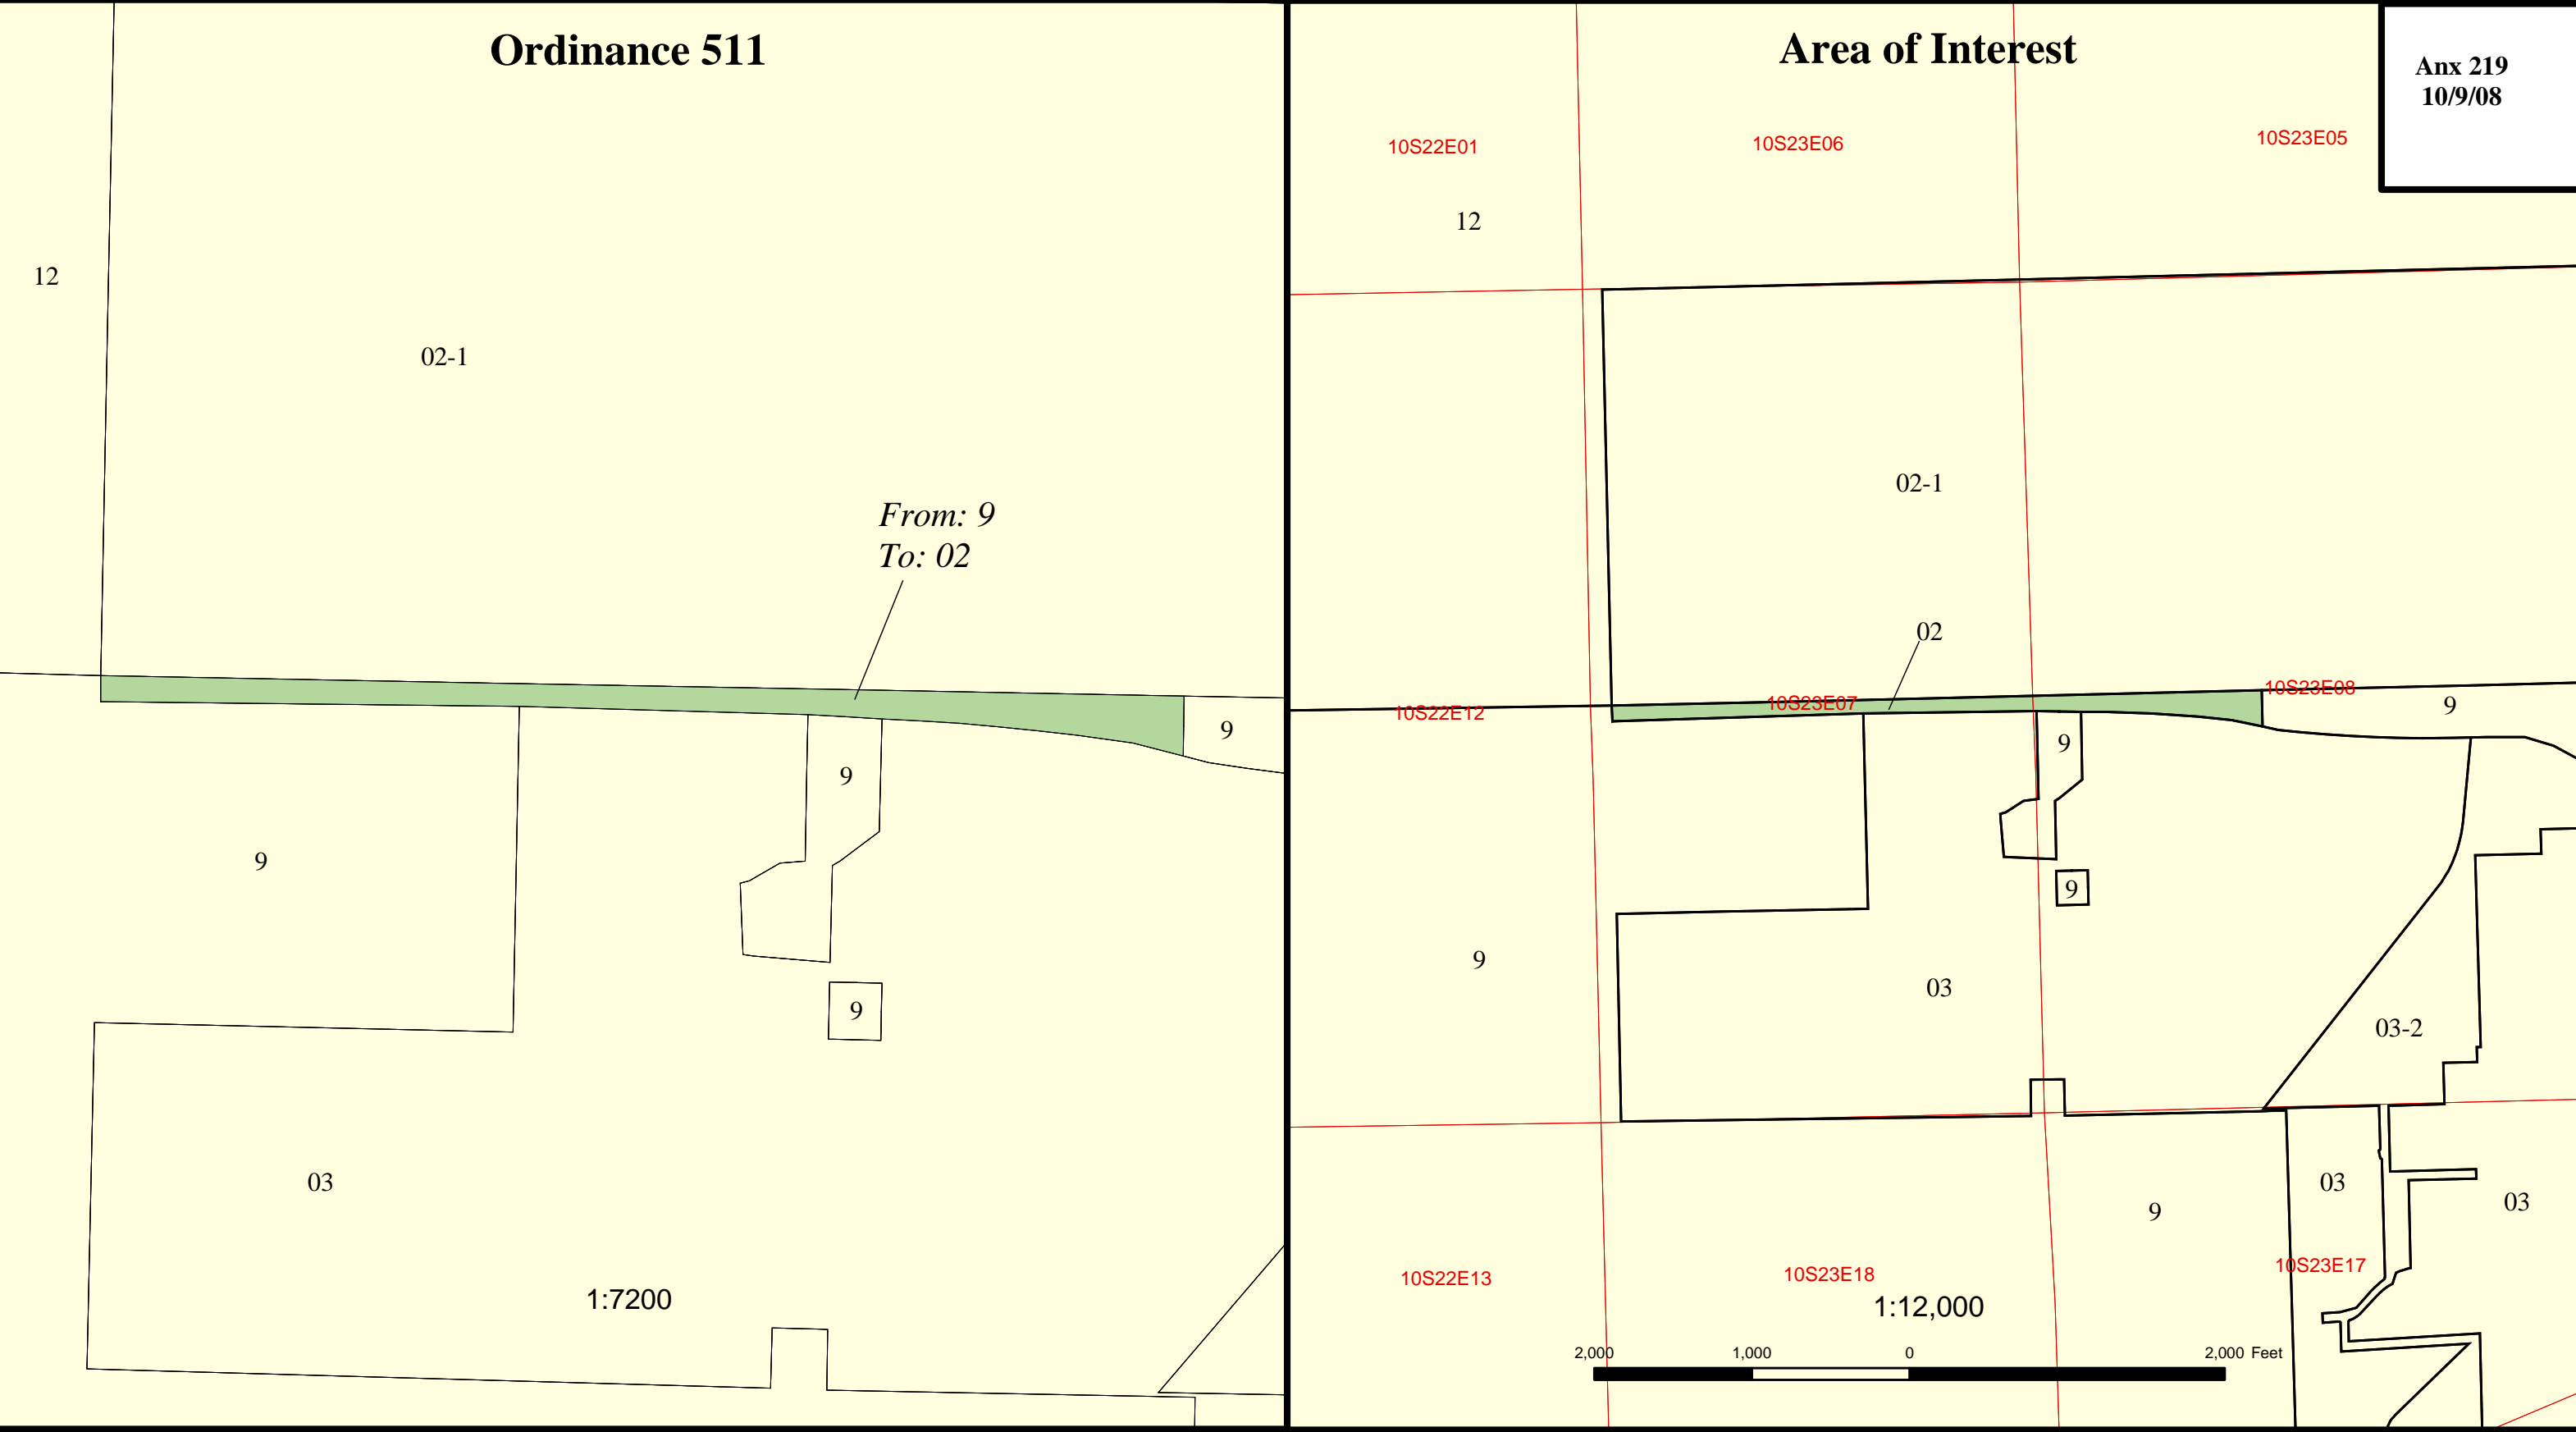 Ordinance 511
12
02-1
From: 9
To: 02
9
9
9
9
03
1:7200
Area of Interest
Anx 219
10/9/08
10S22E01
10S23E06
10S23E05
12
02-1
02
10S22E12
10S23E07
10S23E08
9
9
9
9
03
03-2
03
03
9
10S22E13
10S23E18
10S23E17
1:12,000
2,000 1,000 0 2,000 Feet